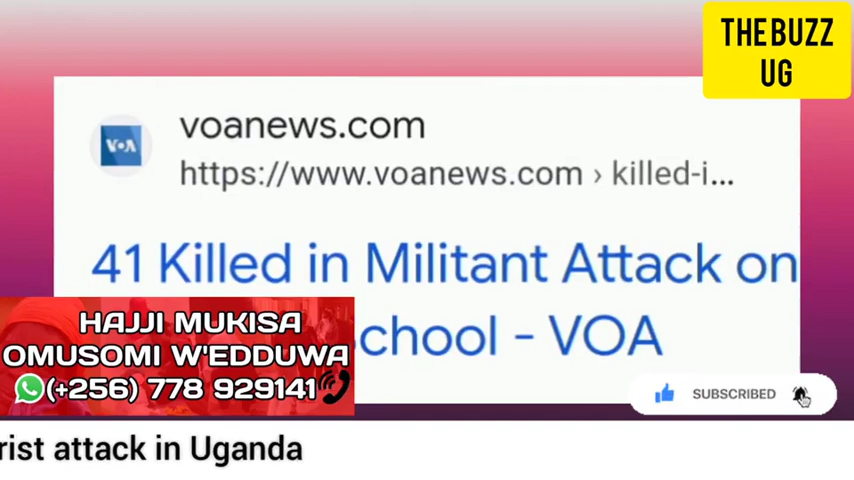 THE BUZZ
UG
VOA
voanews.com
https://www.voanews.com › killed-i...
41 Killed in Militant Attack on
chool - VOA
HAJJI MUKISA
OMUSOMI W'EDDUWA
(+256) 778 929141
SUBSCRIBED
rist attack in Uganda